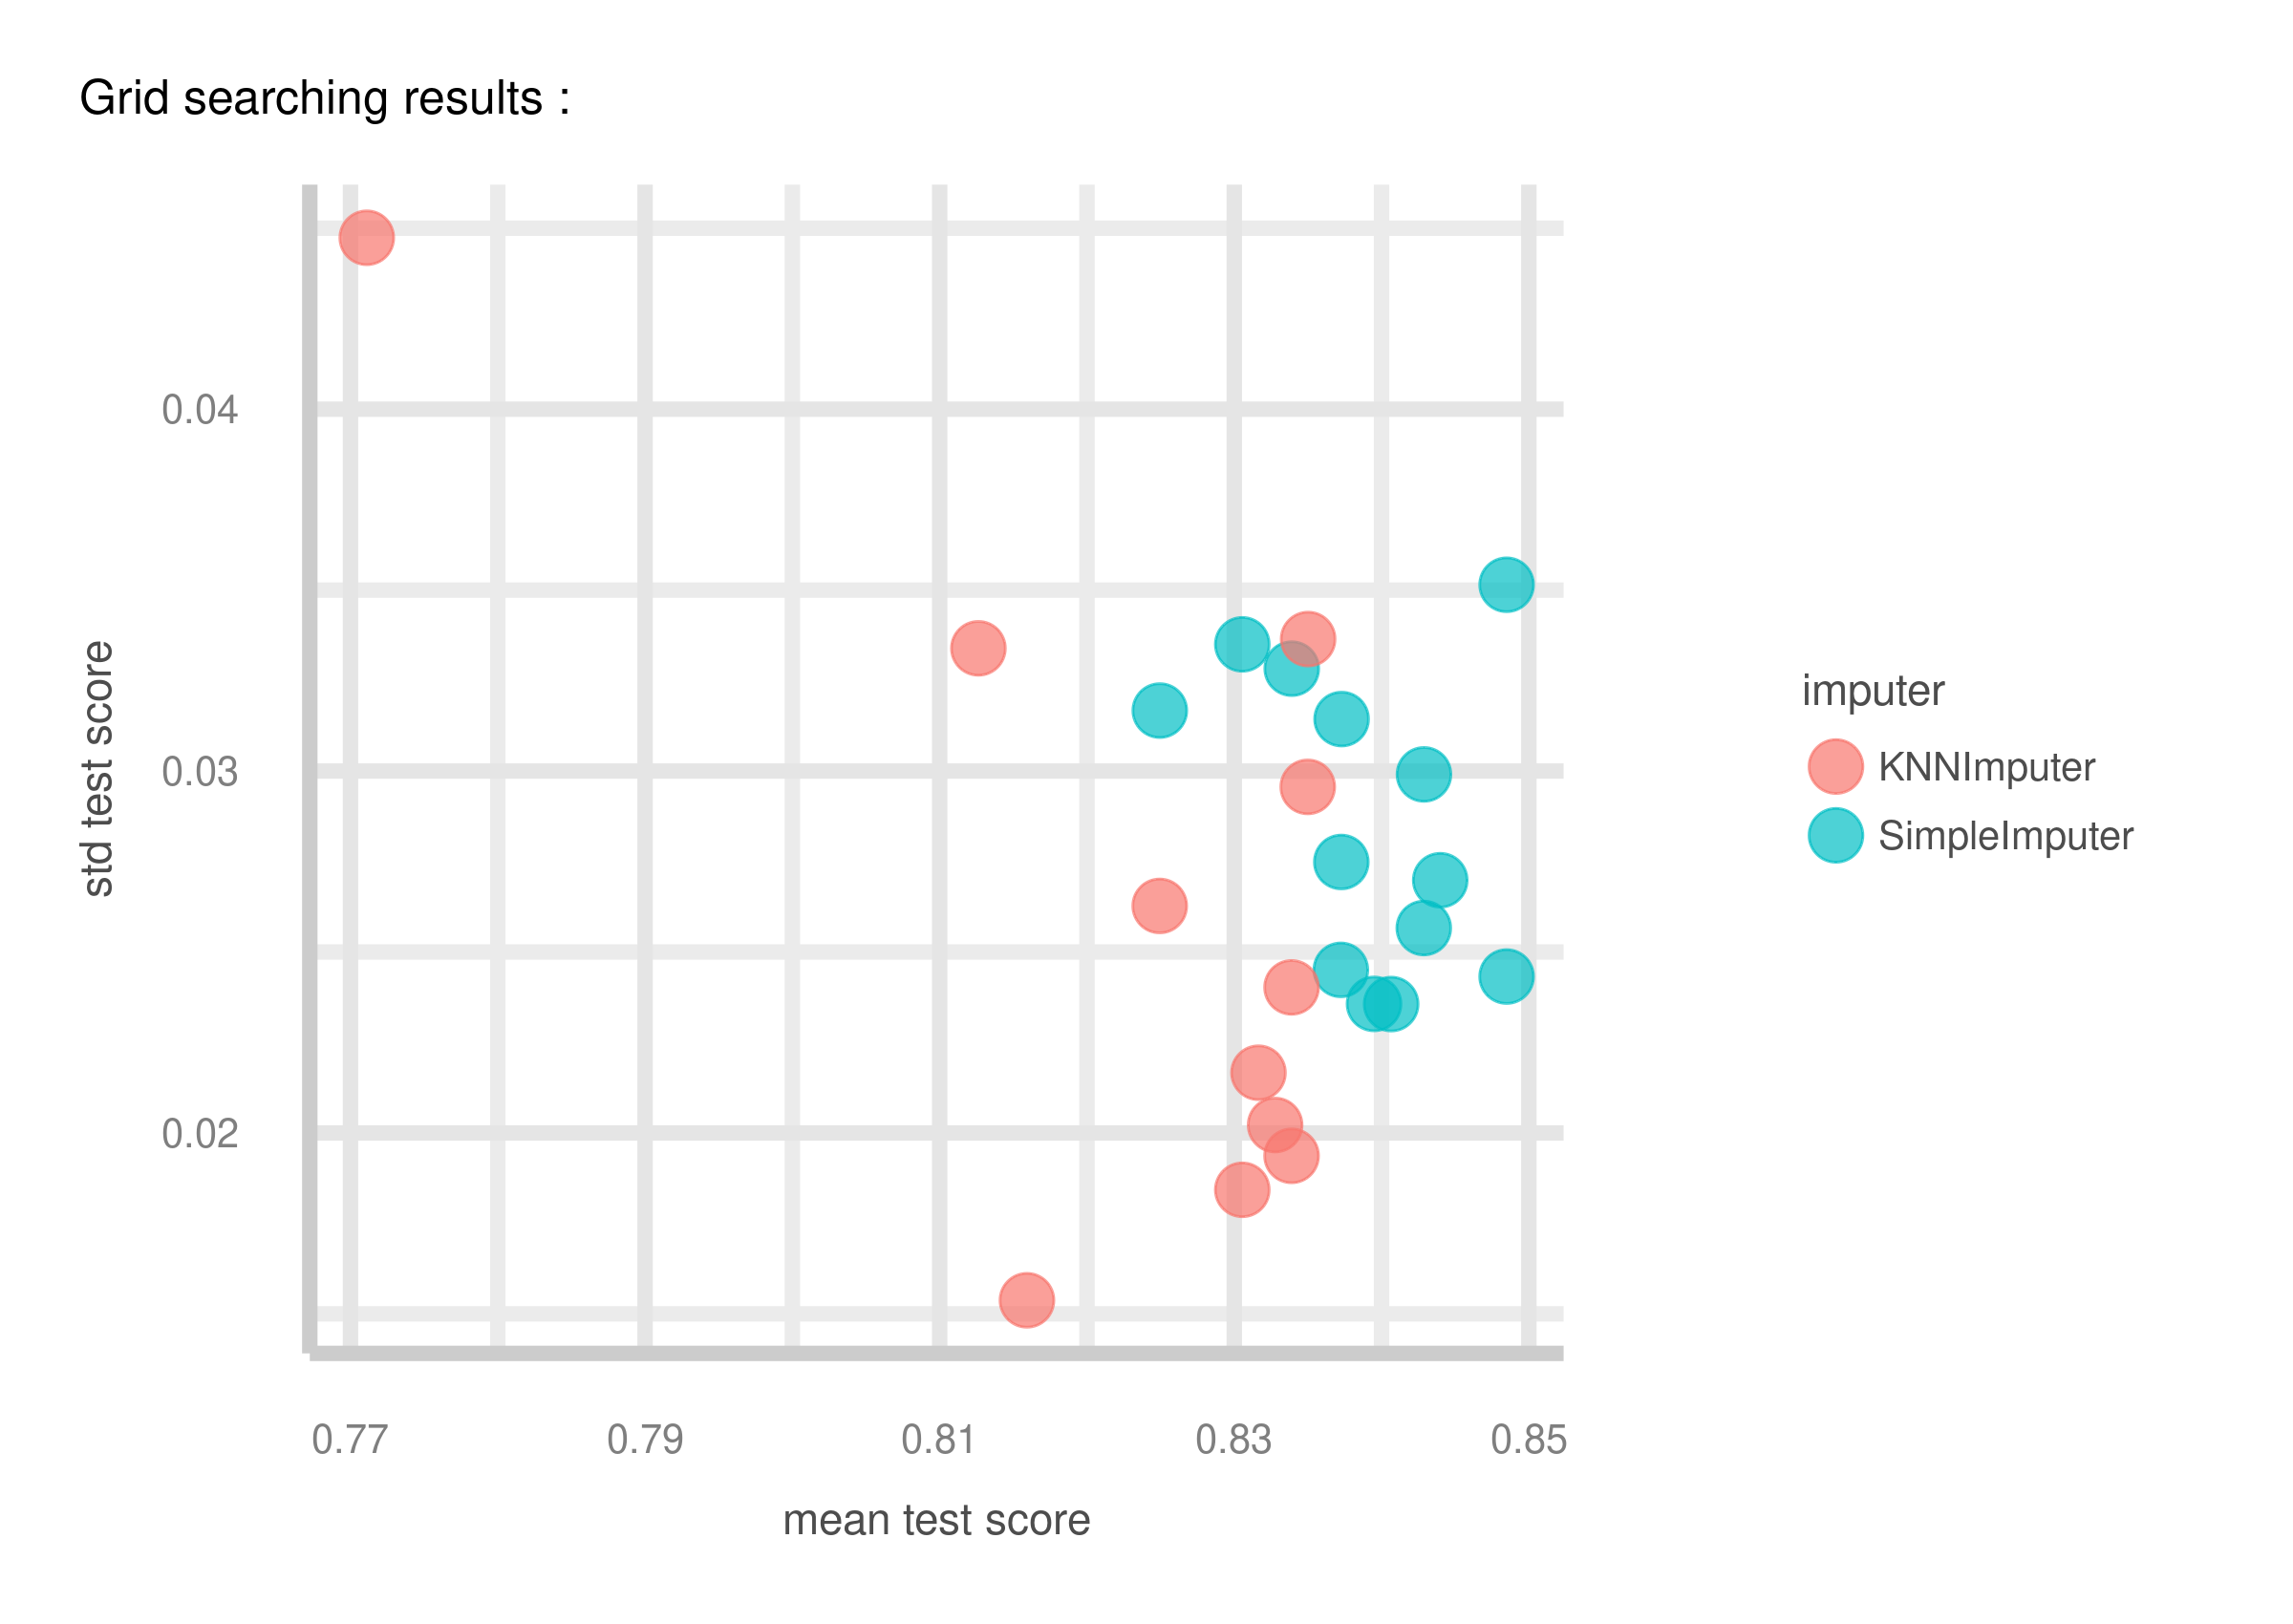 Grid searching results :
0.04
0.03
0.02
std test score
0.77
0.79
0.81
0.83
0.85
mean test score
imputer
KNNImputer
SimpleImputer